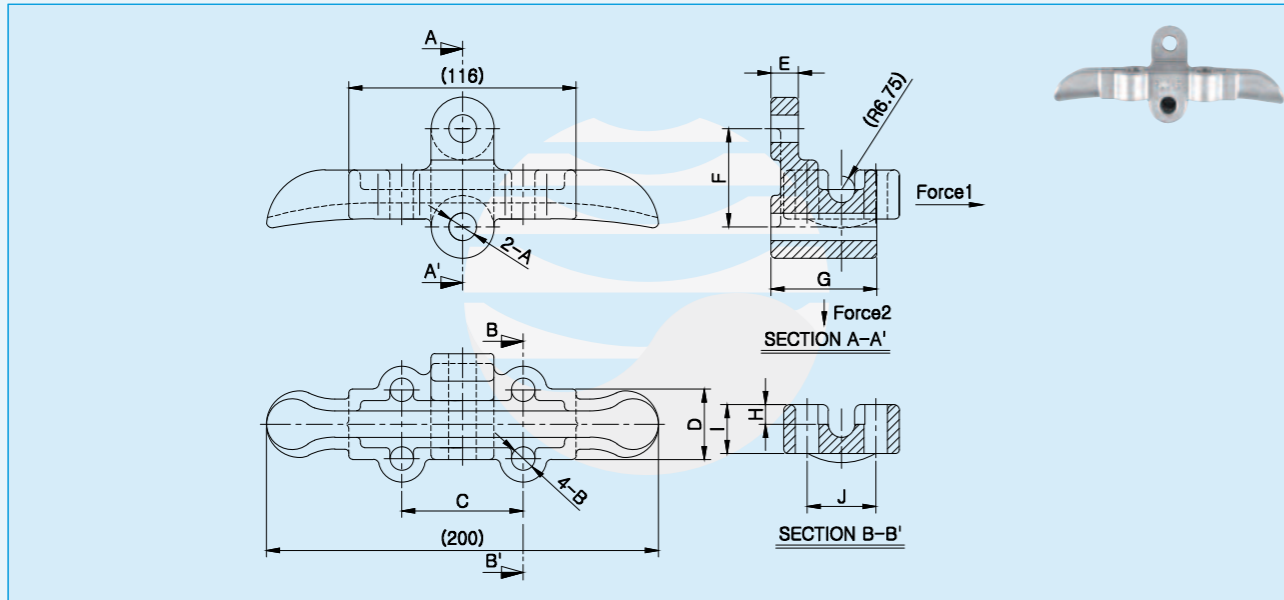 A
(116)
A'
2-A
E
(R6.75)
F
Force1
G
Force2
SECTION A-A'
B
D
4-B
C
(200)
B'
H
I
J
SECTION B-B'